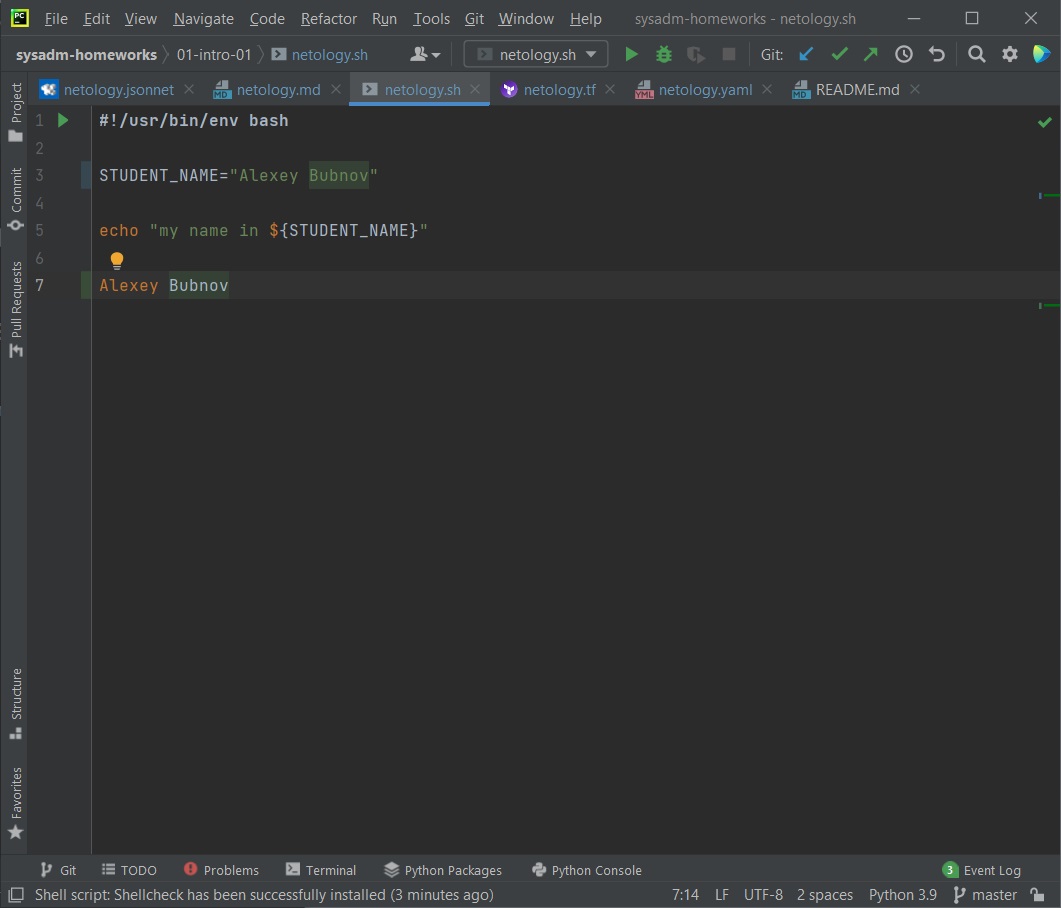 PC File Edit View Navigate Code Refactor Run Tools Git Window Help sysadm-homeworks - netology.sh
sysadm-homeworks 01-intro-01 netology.sh netology.sh Git:
netology.jsonnet MD netology.md netology.sh netology.tf YML netology.yaml MD README.md
Project
Commit
Pull Requests
Structure
Favorites
1 #!/usr/bin/env bash
2
3 STUDENT_NAME="Alexey Bubnov"
4
5 echo "my name in ${STUDENT_NAME}"
6
7 Alexey Bubnov
Git TODO Problems Terminal Python Packages Python Console 3 Event Log
Shell script: Shellcheck has been successfully installed (3 minutes ago) 7:14 LF UTF-8 2 spaces Python 3.9 master